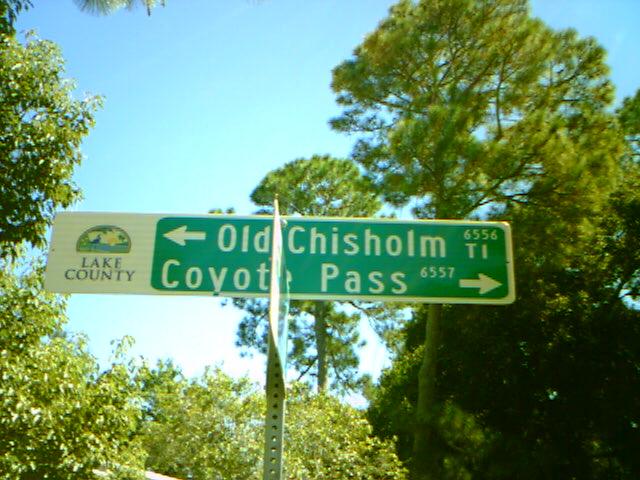 LAKE
COUNTY
Old Chisholm Tl 6556
Coyote Pass 6557